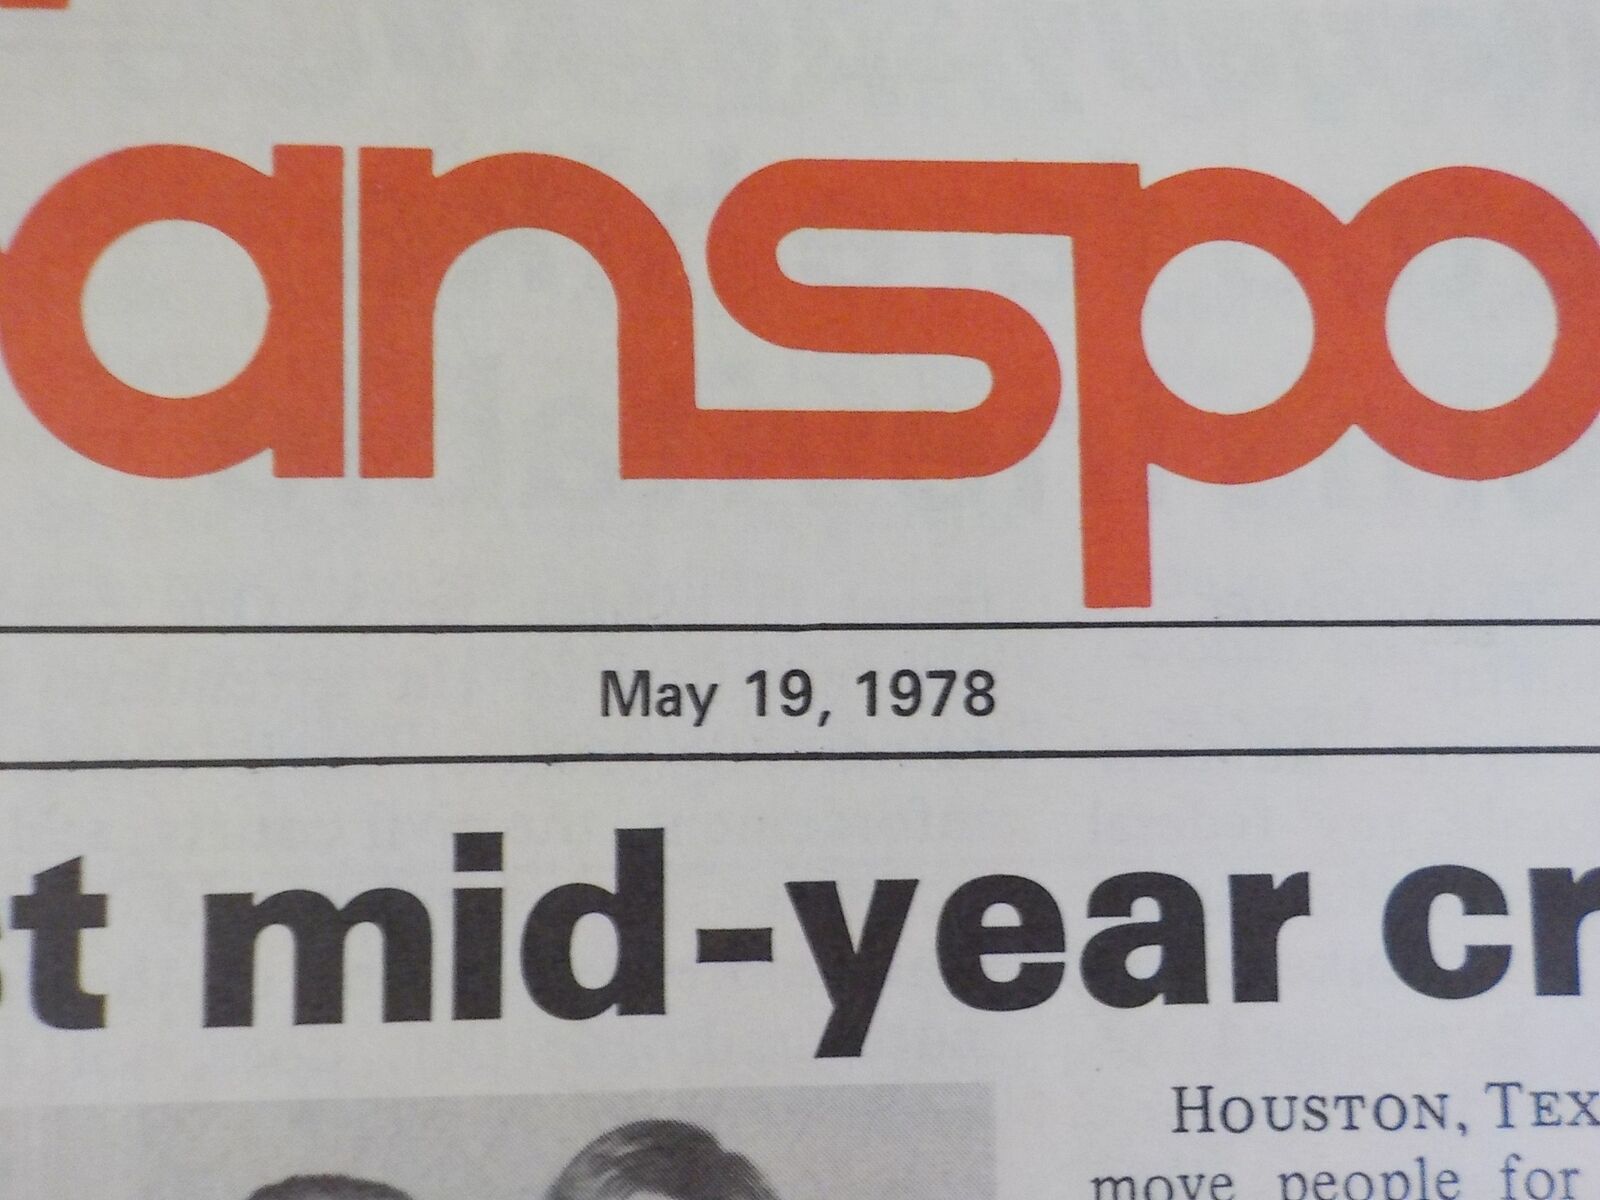 anspo
May 19, 1978
t mid-year cr
HOUSTON, TEX
move people for